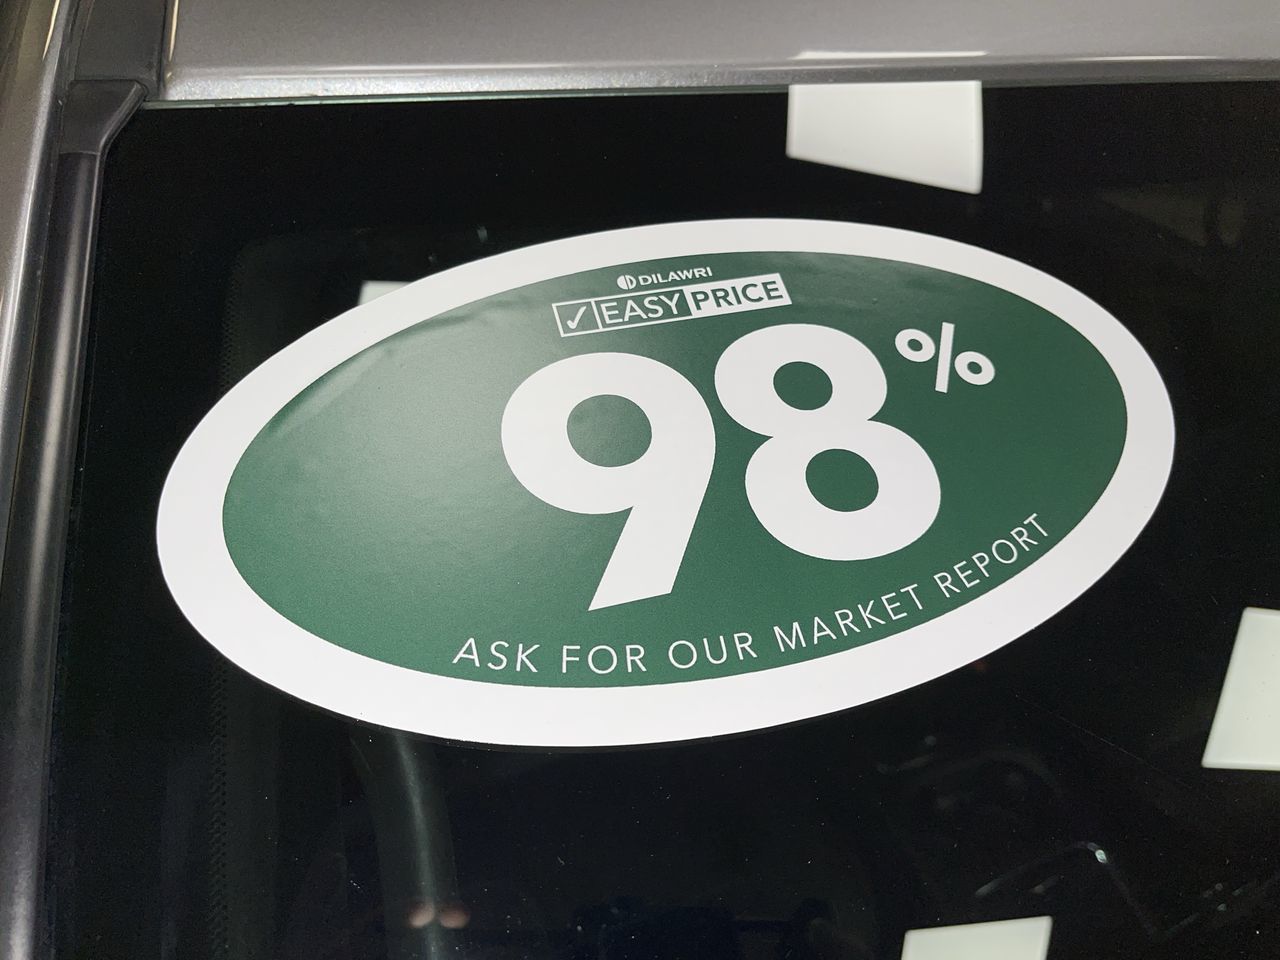 DILAWRI
✓ EASY PRICE
98%
ASK FOR OUR MARKET REPORT